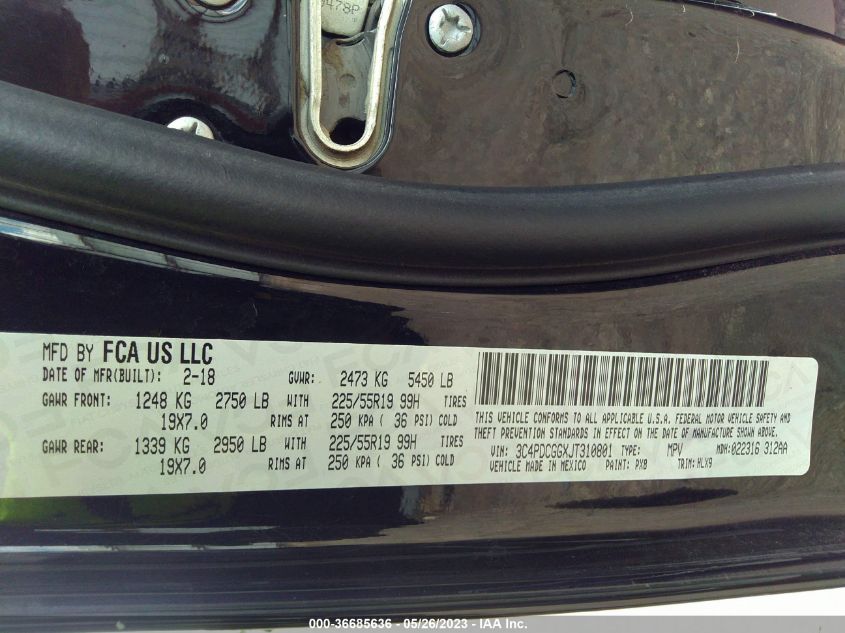 9478P
MFD BY FCA US LLC
DATE OF MFR(BUILT): 2-18 GVWR: 2473 KG 5450 LB
GAWR FRONT: 1248 KG 2750 LB WITH 225/55R19 99H TIRES
19X7.0 RIMS AT 250 KPA ( 36 PSI) COLD
GAWR REAR: 1339 KG 2950 LB WITH 225/55R19 99H TIRES
19X7.0 RIMS AT 250 KPA ( 36 PSI) COLD
THIS VEHICLE CONFORMS TO ALL APPLICABLE U.S.A. FEDERAL MOTOR VEHICLE SAFETY AND
THEFT PREVENTION STANDARDS IN EFFECT ON THE DATE OF MANUFACTURE SHOWN ABOVE.
VIN: 3C4PDCGGXJT310801 TYPE: MPV MDH:022316 312AA
VEHICLE MADE IN MEXICO PAINT: PX8 TRIM: HLX9
000-36685636 - 05/26/2023 - IAA Inc.